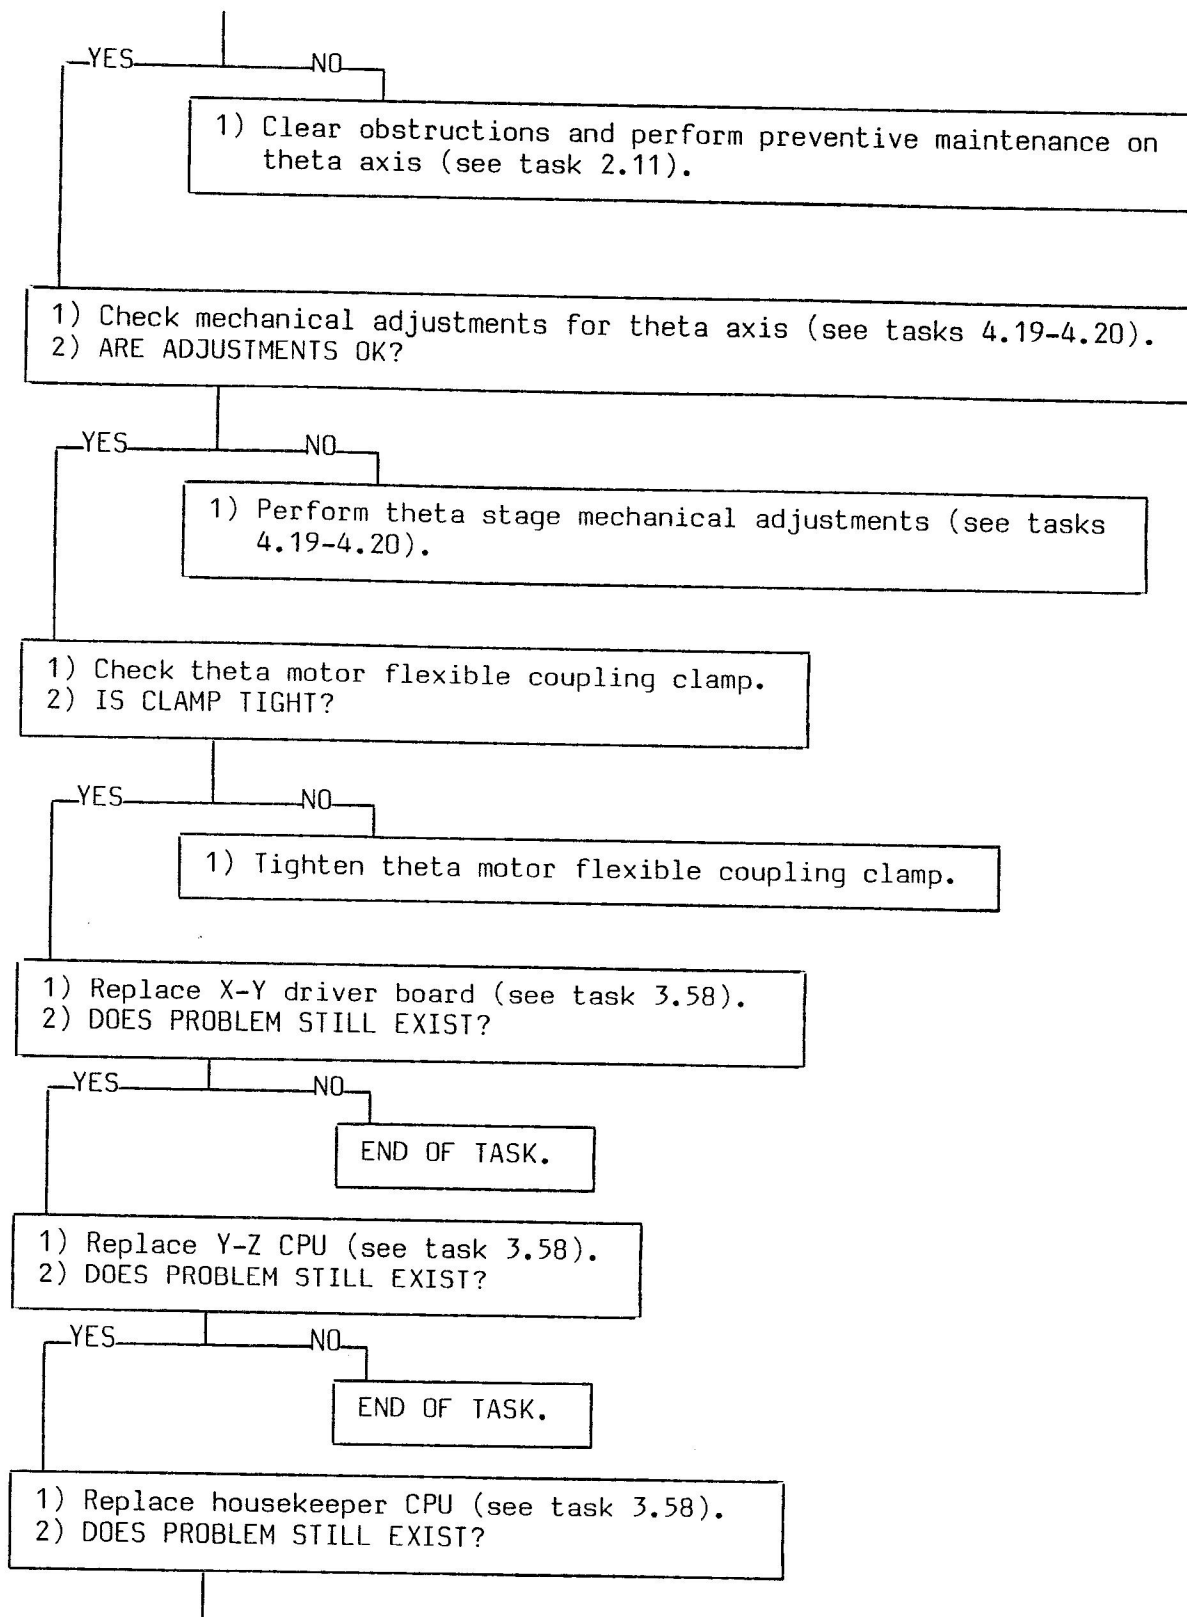 YES NO
1) Clear obstructions and perform preventive maintenance on
theta axis (see task 2.11).
1) Check mechanical adjustments for theta axis (see tasks 4.19-4.20).
2) ARE ADJUSTMENTS OK?
YES NO
1) Perform theta stage mechanical adjustments (see tasks
4.19-4.20).
1) Check theta motor flexible coupling clamp.
2) IS CLAMP TIGHT?
YES NO
1) Tighten theta motor flexible coupling clamp.
1) Replace X-Y driver board (see task 3.58).
2) DOES PROBLEM STILL EXIST?
YES NO
END OF TASK.
1) Replace Y-Z CPU (see task 3.58).
2) DOES PROBLEM STILL EXIST?
YES NO
END OF TASK.
1) Replace housekeeper CPU (see task 3.58).
2) DOES PROBLEM STILL EXIST?